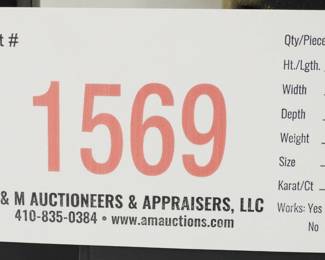 t #
1569
& M AUCTIONEERS & APPRAISERS, LLC
410-835-0384 • www.amauctions.com
Qty/Piece
Ht./Lgth.
Width
Depth
Weight
Size
Karat/Ct
Works: Yes
No